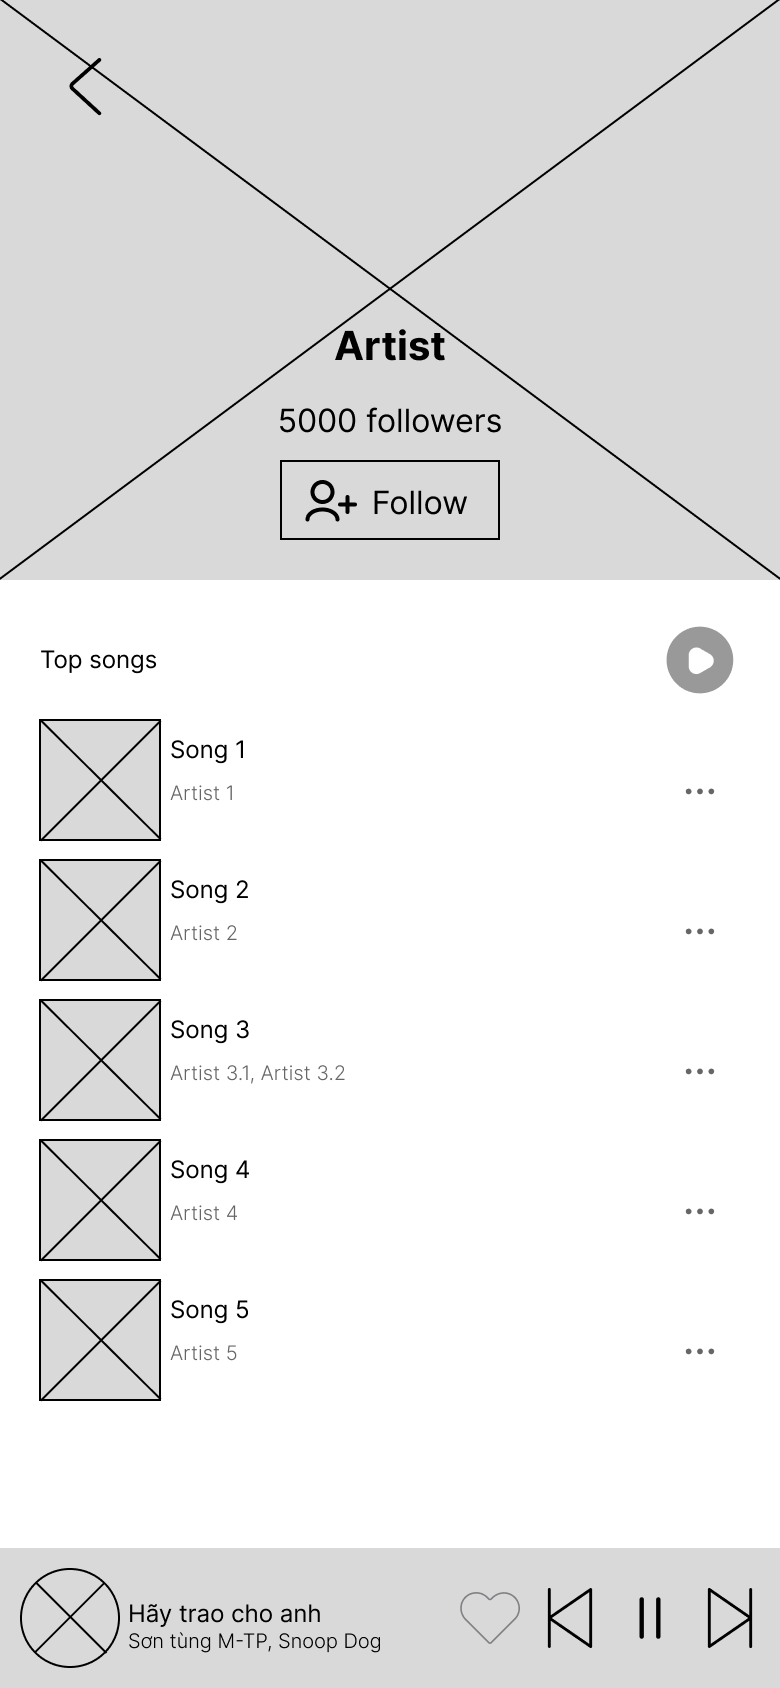 Artist
5000 followers
Follow
Top songs
Song 1
Artist 1
Song 2
Artist 2
Song 3
Artist 3.1, Artist 3.2
Song 4
Artist 4
Song 5
Artist 5
Hãy trao cho anh
Sơn tùng M-TP, Snoop Dog